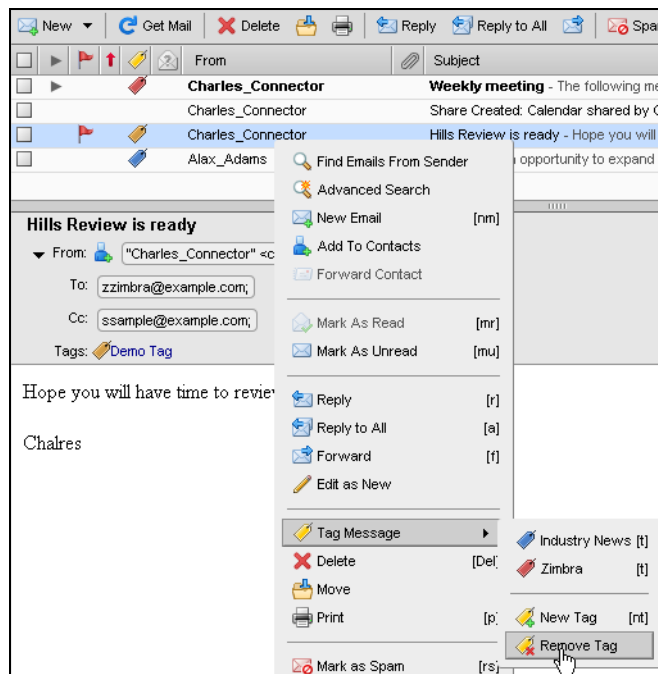 New Get Mail Delete Reply Reply to All Spa
From Subject
Charles_Connector Weekly meeting - The following me
Charles_Connector Share Created: Calendar shared by C
Charles_Connector Hills Review is ready - Hope you will
Alax_Adams opportunity to expand
Find Emails From Sender
Advanced Search
New Email [nm]
Add To Contacts
Forward Contact
Mark As Read [mr]
Mark As Unread [mu]
Reply [r]
Reply to All [a]
Forward [f]
Edit as New
Tag Message
Delete [Del]
Move
Print [p]
Mark as Spam [rs]
Industry News [t]
Zimbra [t]
New Tag [nt]
Remove Tag
Hills Review is ready
From: "Charles_Connector" <c
To: zzimbra@example.com;
Cc: ssample@example.com;
Tags: Demo Tag
Hope you will have time to review
Chalres